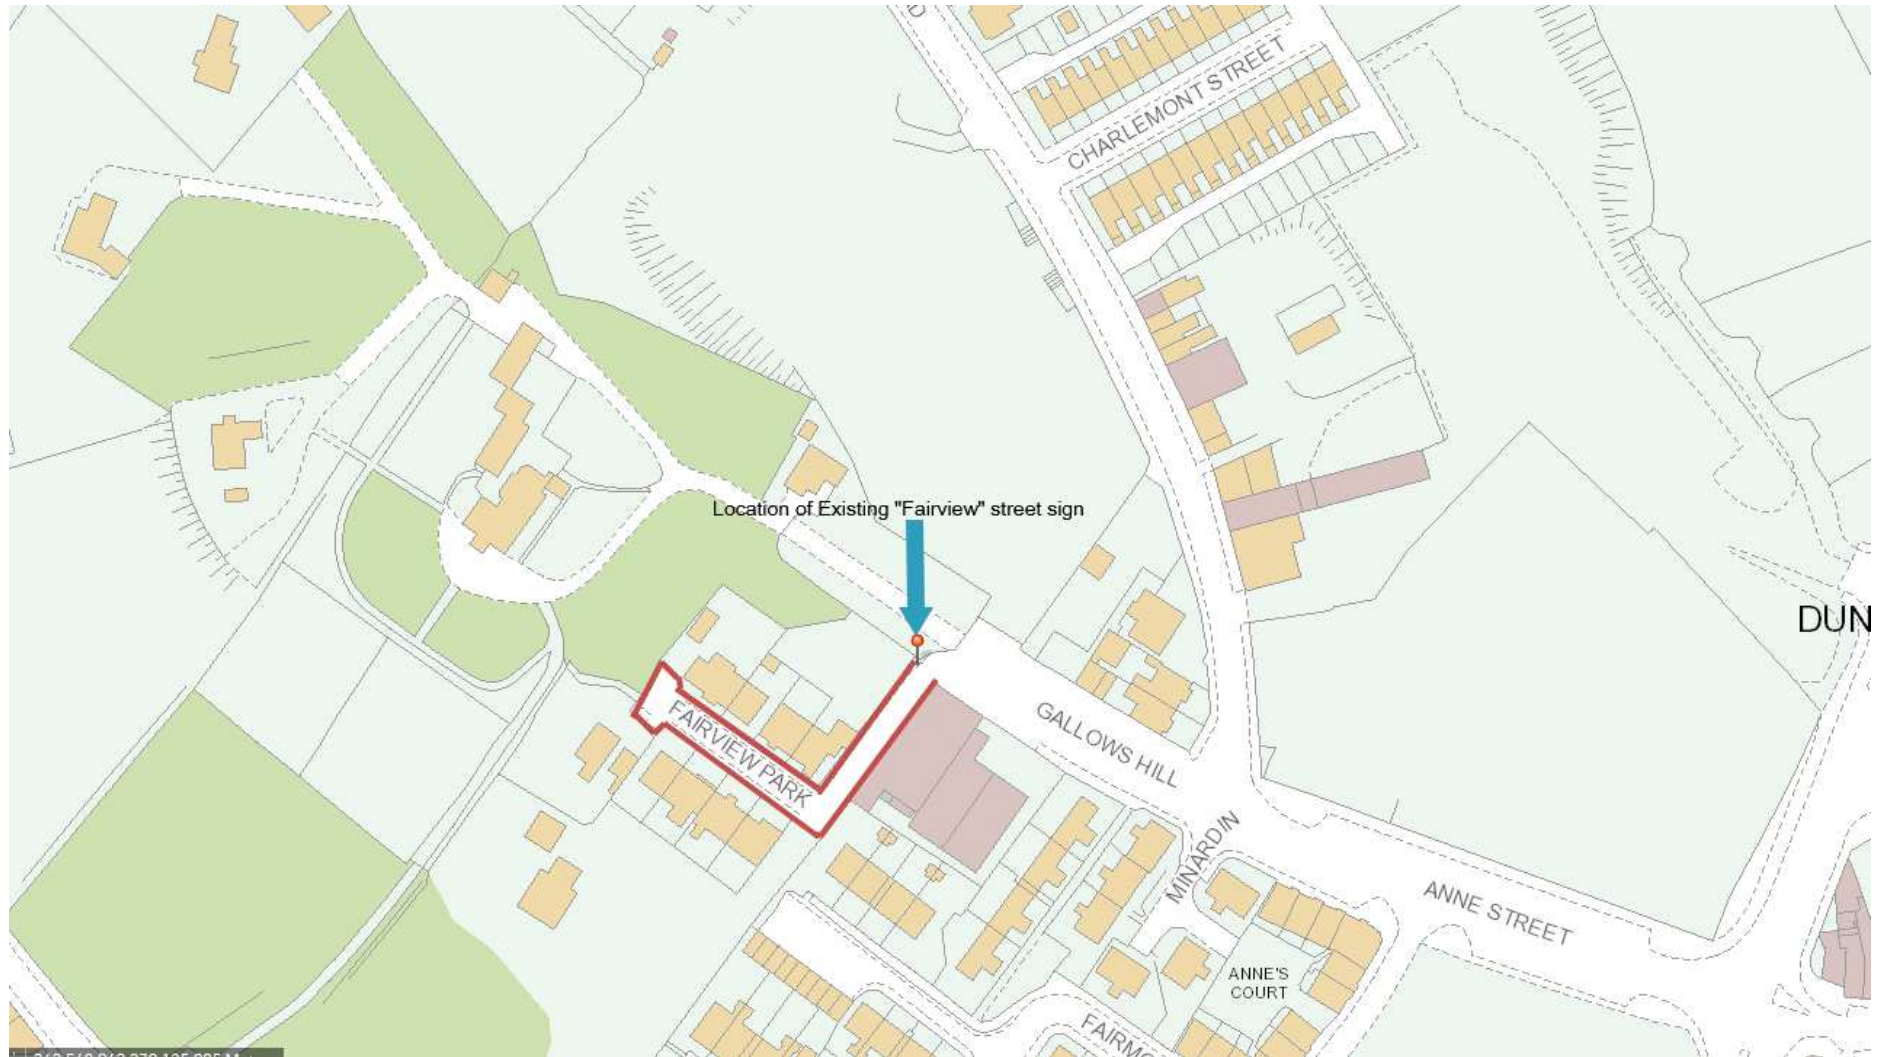 CHARLEMONT STREET
Location of Existing "Fairview" street sign
DUN
FAIRVIEW PARK
GALLOWS HILL
MINARDIN
ANNE STREET
ANNE'S
COURT